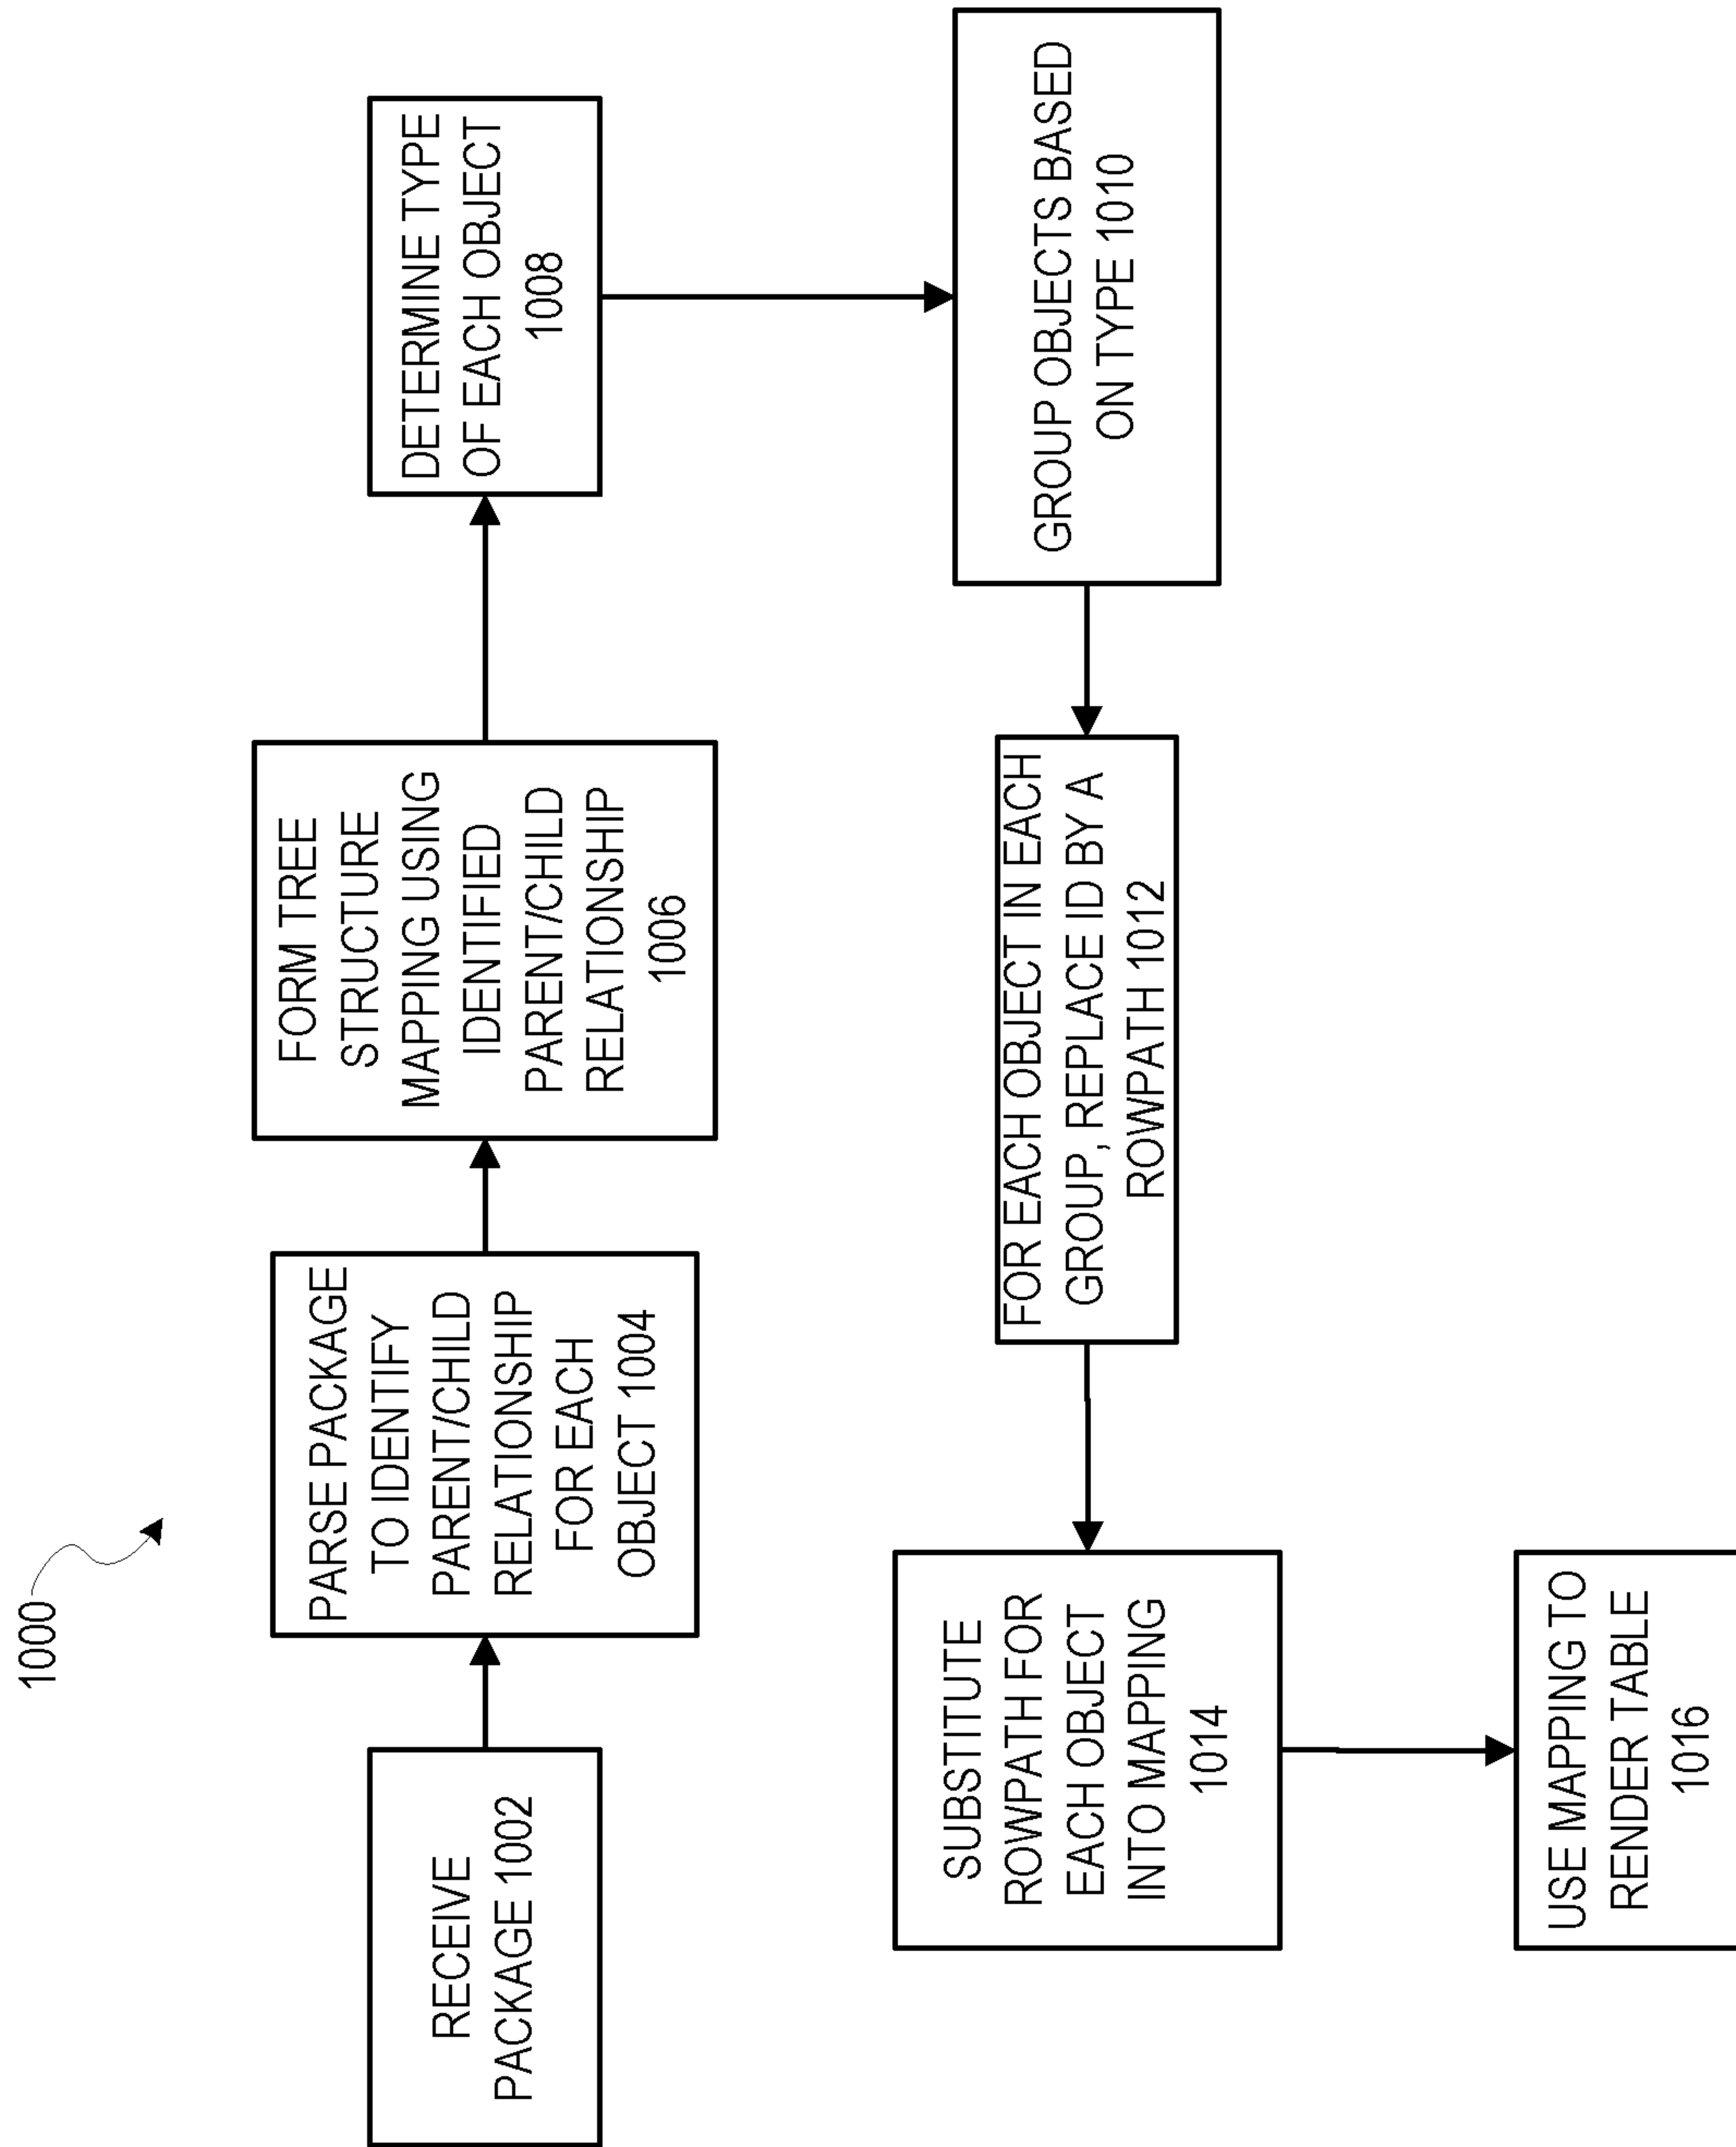 1000
RECEIVE
PACKAGE 1002
PARSE PACKAGE
TO IDENTIFY
PARENT/CHILD
RELATIONSHIP
FOR EACH
OBJECT 1004
FORM TREE
STRUCTURE
MAPPING USING
IDENTIFIED
PARENT/CHILD
RELATIONSHIP
1006
DETERMINE TYPE
OF EACH OBJECT
1008
GROUP OBJECTS BASED
ON TYPE 1010
FOR EACH OBJECT IN EACH
GROUP, REPLACE ID BY A
ROWPATH 1012
SUBSTITUTE
ROWPATH FOR
EACH OBJECT
INTO MAPPING
1014
USE MAPPING TO
RENDER TABLE
1016